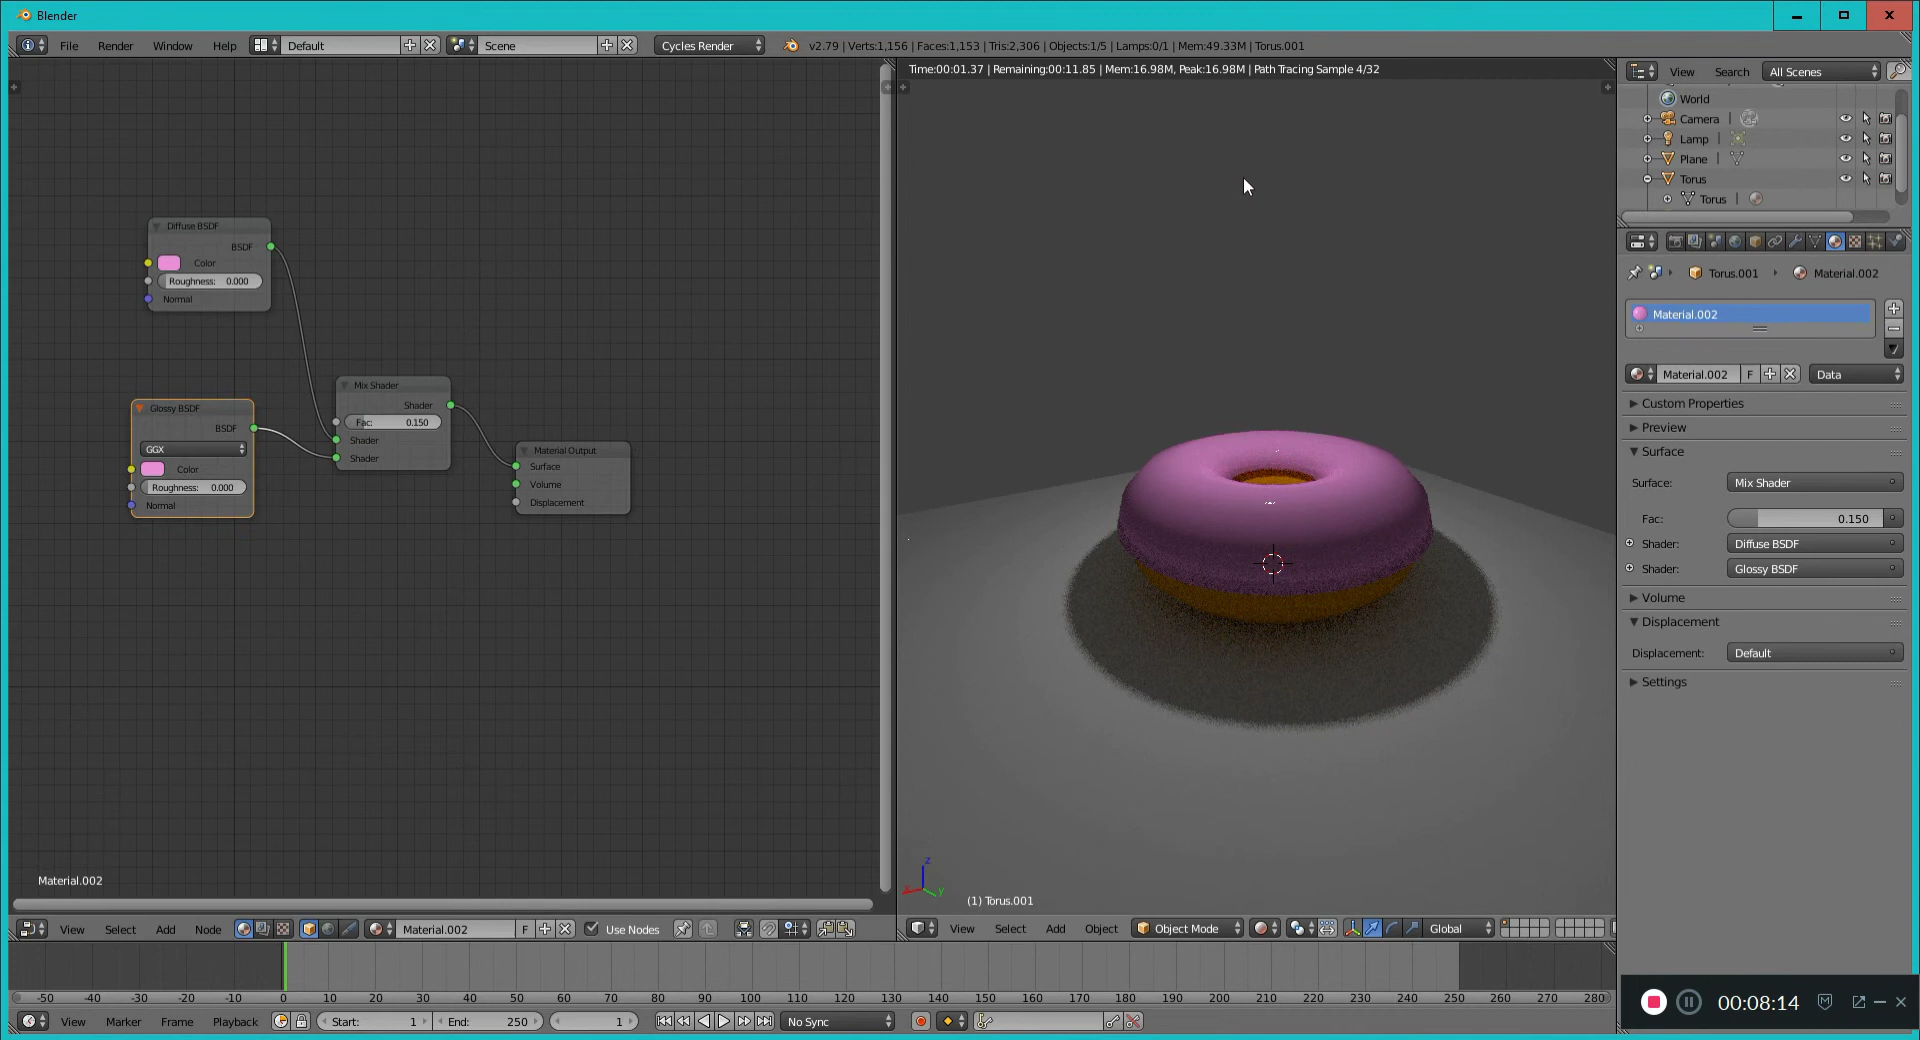 Blender
File Render Window Help Default Scene Cycles Render v2.79 | Verts:1,156 | Faces:1,153 | Tris:2,306 | Objects:1/5 | Lamps:0/1 | Mem:49.33M | Torus.001
Time:00:01.37 | Remaining:00:11.85 | Mem:16.98M, Peak:16.98M | Path Tracing Sample 4/32
View Search All Scenes
World
Camera
Lamp
Plane
Torus
Torus
Diffuse BSDF
BSDF
Color
Roughness: 0.000
Normal
Glossy BSDF
BSDF
GGX
Color
Roughness: 0.000
Normal
Mix Shader
Shader
Fac: 0.150
Shader
Shader
Material Output
Surface
Volume
Displacement
Material.002
z
x
y
(1) Torus.001
Torus.001 Material.002
Material.002
Material.002 F Data
Custom Properties
Preview
Surface
Surface: Mix Shader
Fac: 0.150
Shader: Diffuse BSDF
Shader: Glossy BSDF
Volume
Displacement
Displacement: Default
Settings
View Select Add Node Material.002 F Use Nodes
View Select Add Object Object Mode Global
-50 -40 -30 -20 -10 0 10 20 30 40 50 60 70 80 90 100 110 120 130 140 150 160 170 180 190 200 210 220 230 240 250 260 270 280
View Marker Frame Playback Start: 1 End: 250 1 No Sync
00:08:14